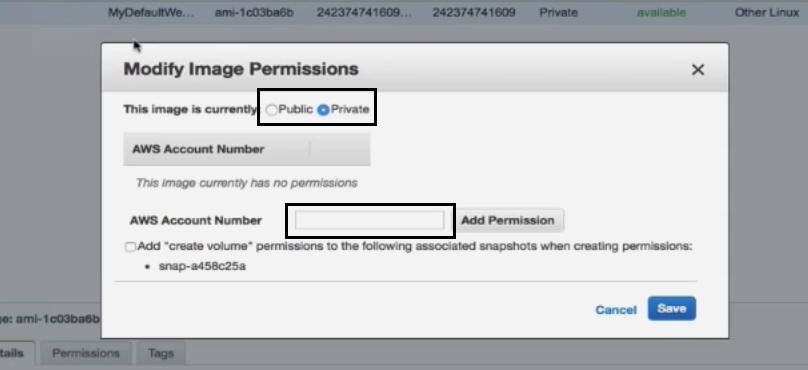 MyDefaultWe... ami-1c03ba6b 242374741609... 242374741609 Private available Other Linux
Modify Image Permissions
This image is currently: Public Private
AWS Account Number
This image currently has no permissions
AWS Account Number Add Permission
Add "create volume" permissions to the following associated snapshots when creating permissions:
• snap-a458c25a
Cancel Save
ge: ami-1c03ba6b
tails Permissions Tags